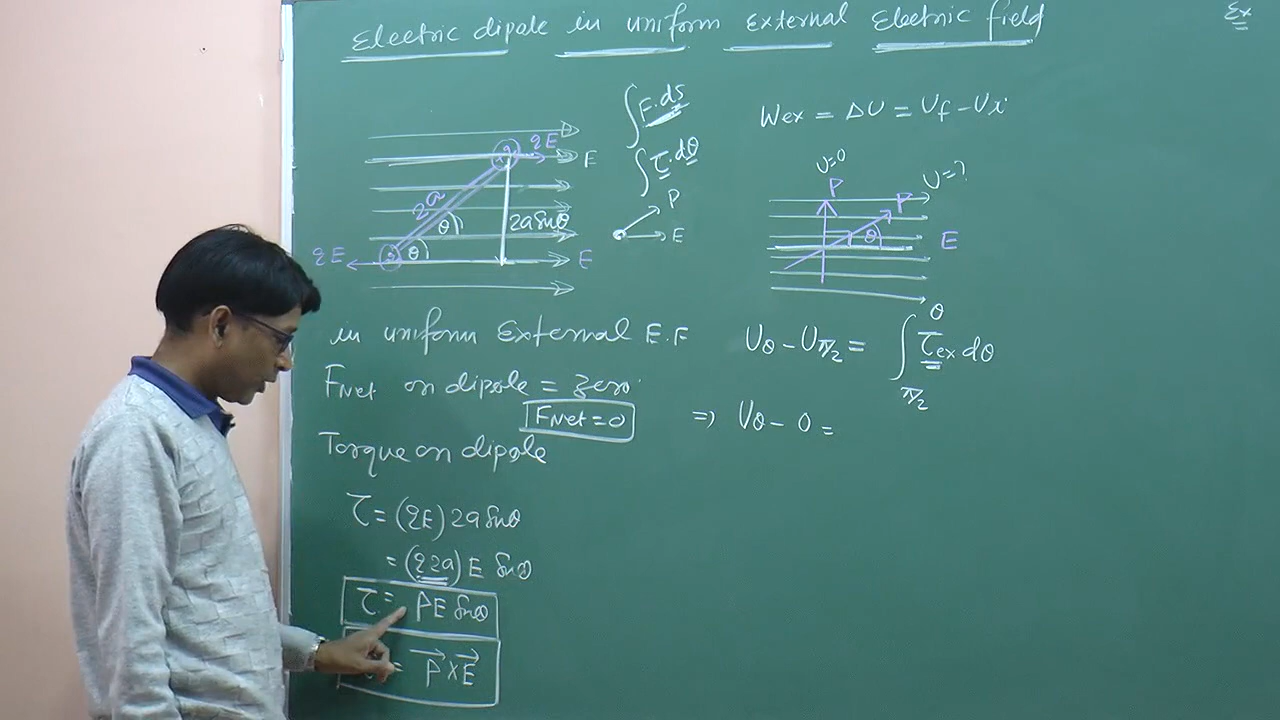 Electric dipole in uniform External Electric field
Ex
∫F.ds
∫τ.dθ
P
E
qE
E
2a
θ
2a sinθ
θ
qE
E
Wex = ΔU = Uf - Ui
U=0
P
U=?
P
θ
E
in uniform External E.F
FNet on dipole = zero
FNet = 0
Torque on dipole
τ = (qE) 2a sinθ
= (q2a) E sinθ
τ = PE sinθ
= P⃗ × E⃗
Uθ - Uπ/2 = ∫π/2^θ τex dθ
⇒ Uθ - 0 =